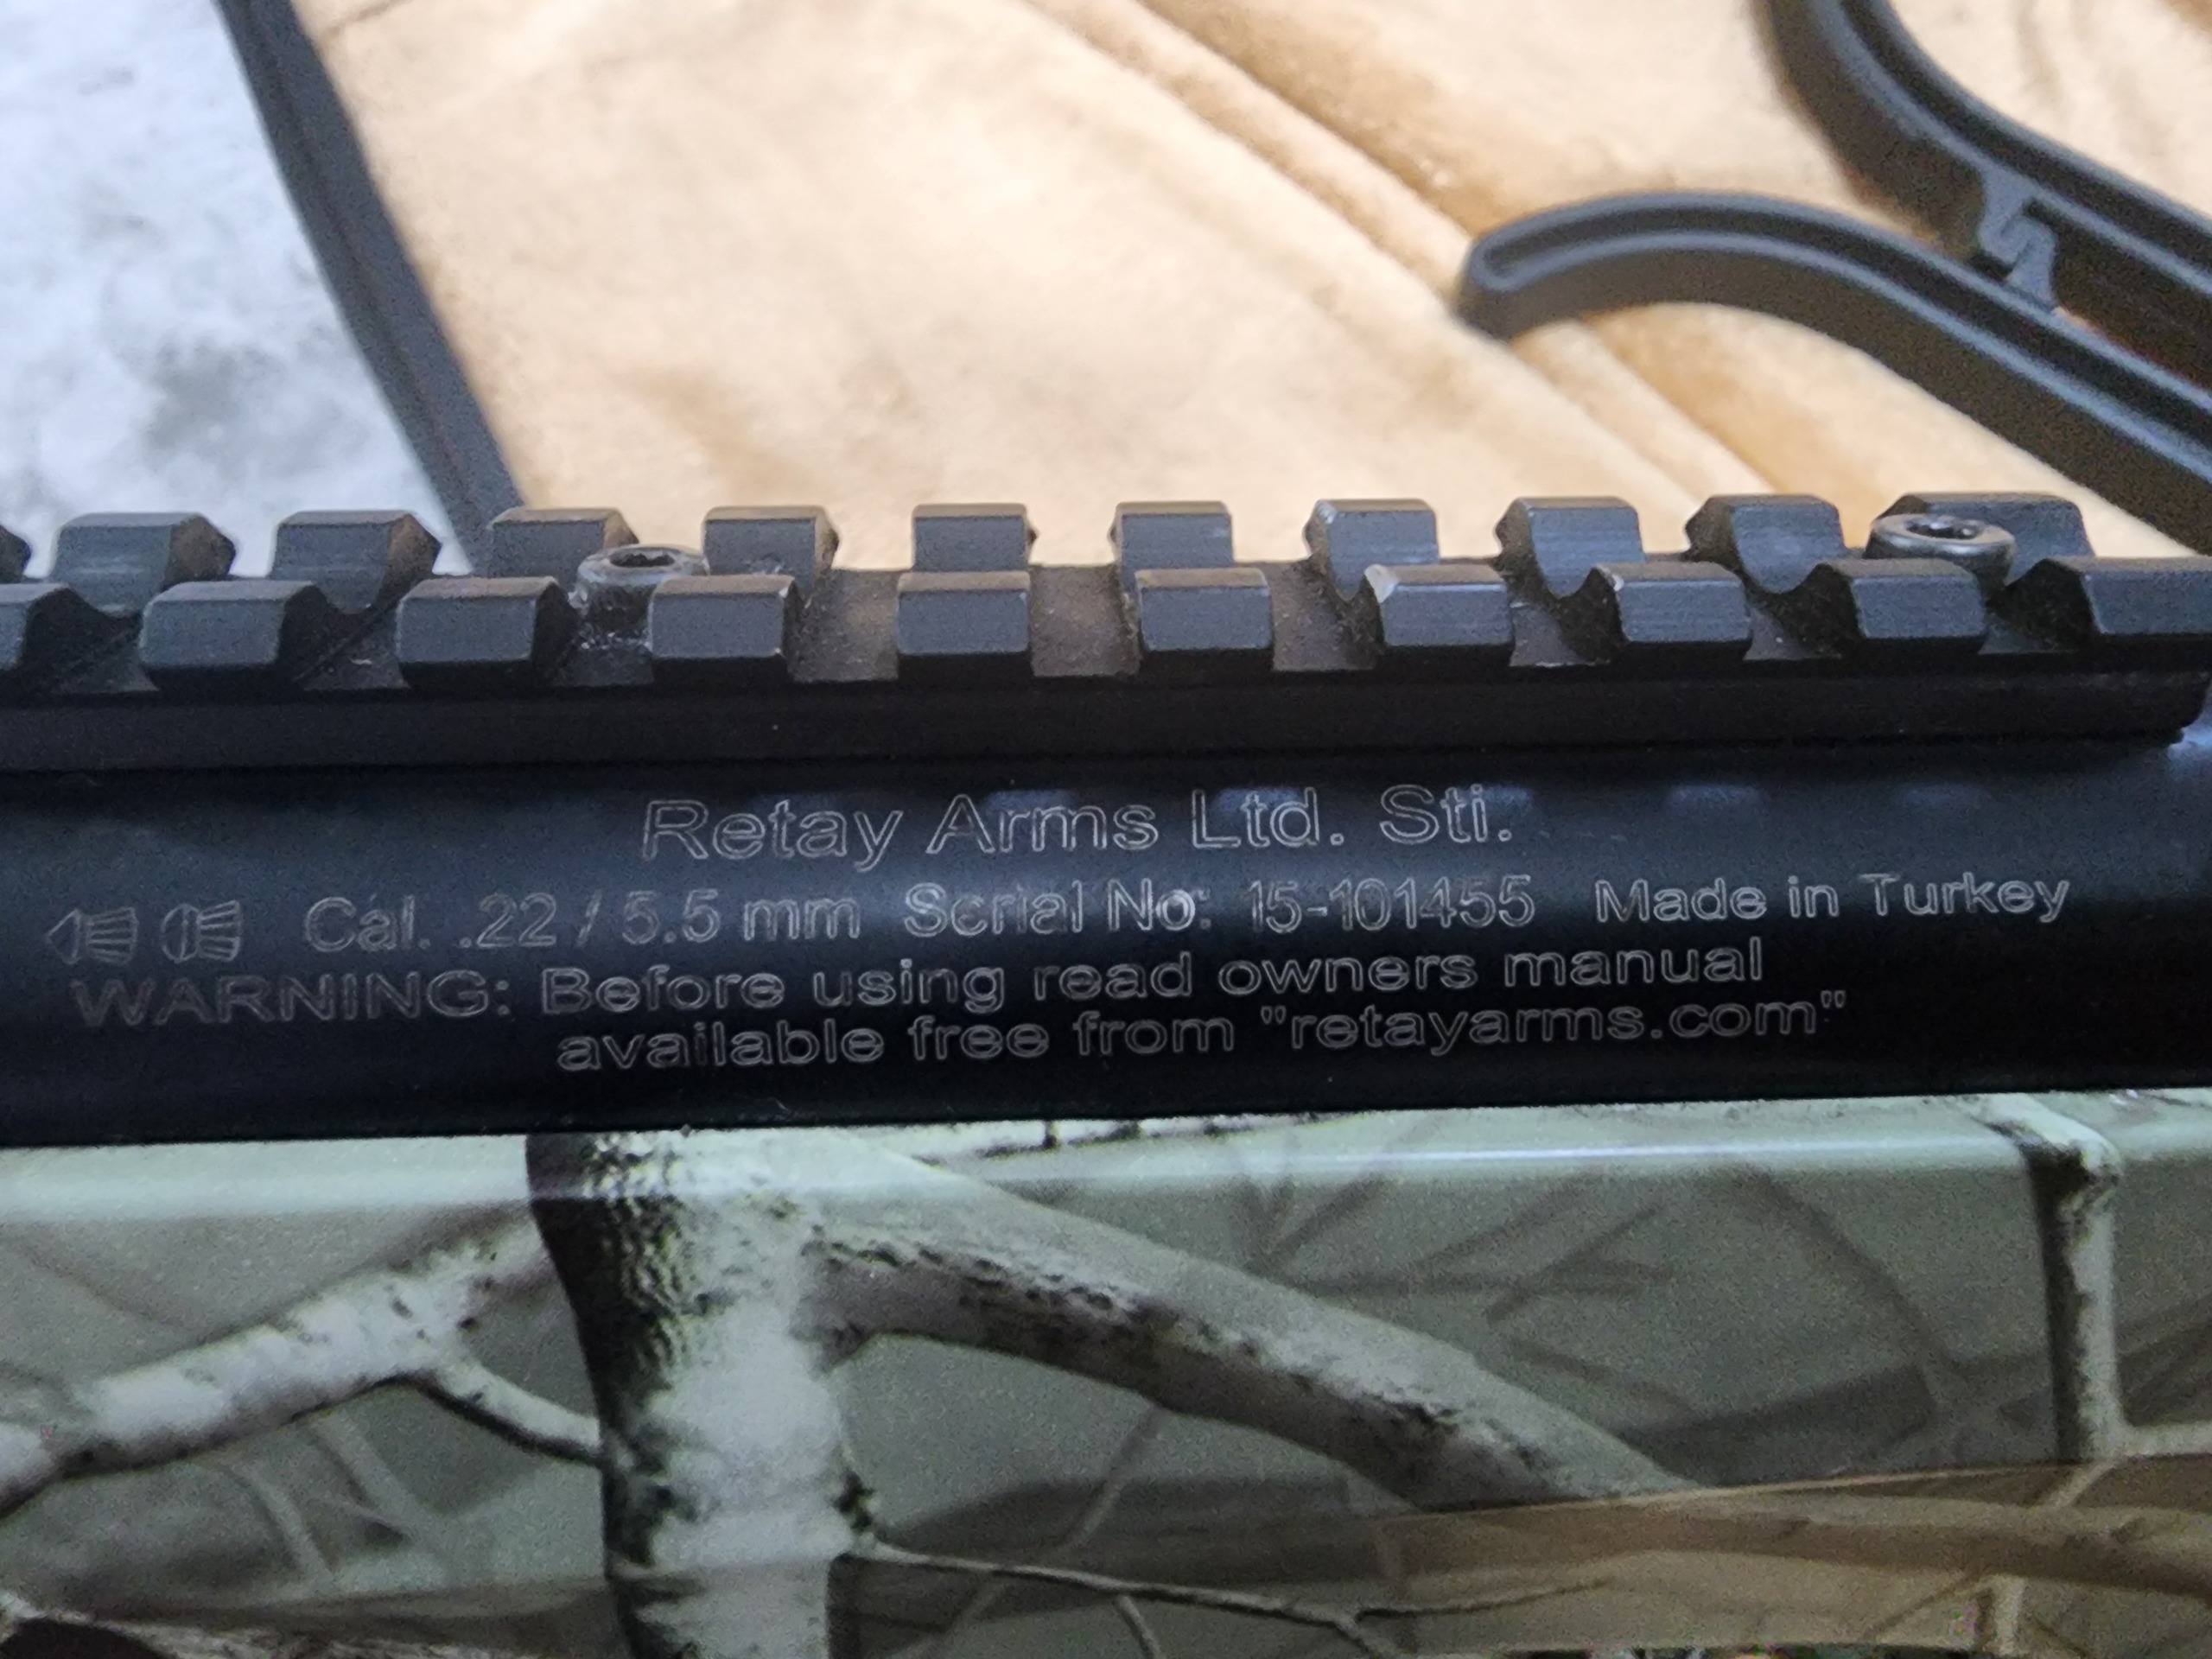 Retay Arms Ltd. Sti.
Cal. .22 / 5.5 mm Serial No: 15-101455 Made in Turkey
WARNING: Before using read owners manual
available free from "retayarms.com"